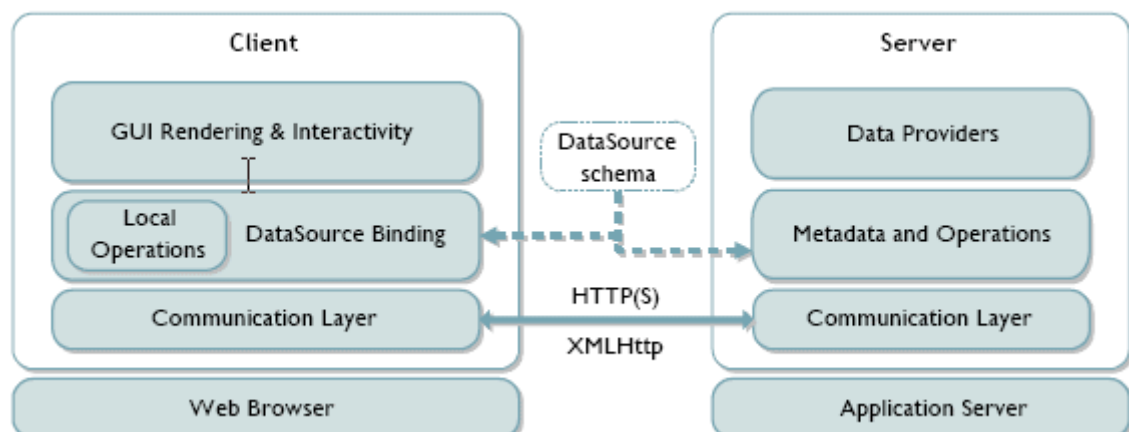 Client
GUI Rendering & Interactivity
Local
Operations
DataSource Binding
Communication Layer
Web Browser
DataSource
schema
HTTP(S)
XMLHttp
Server
Data Providers
Metadata and Operations
Communication Layer
Application Server